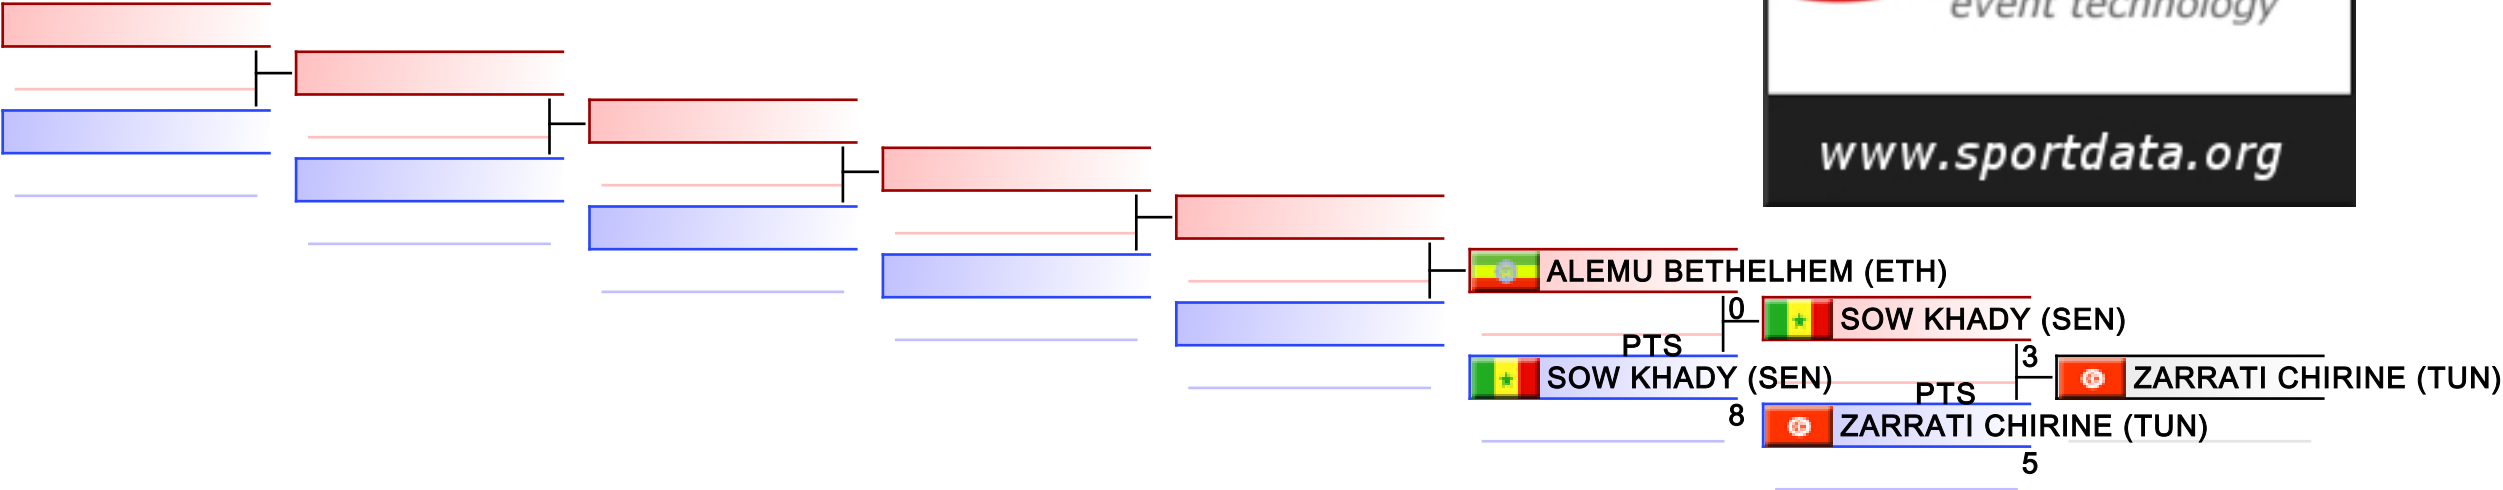 event technology
www.sportdata.org
ALEMU BETHELHEM (ETH)
0
PTS
SOW KHADY (SEN)
8
SOW KHADY (SEN)
3
PTS
ZARRATI CHIRINE (TUN)
5
ZARRATI CHIRINE (TUN)